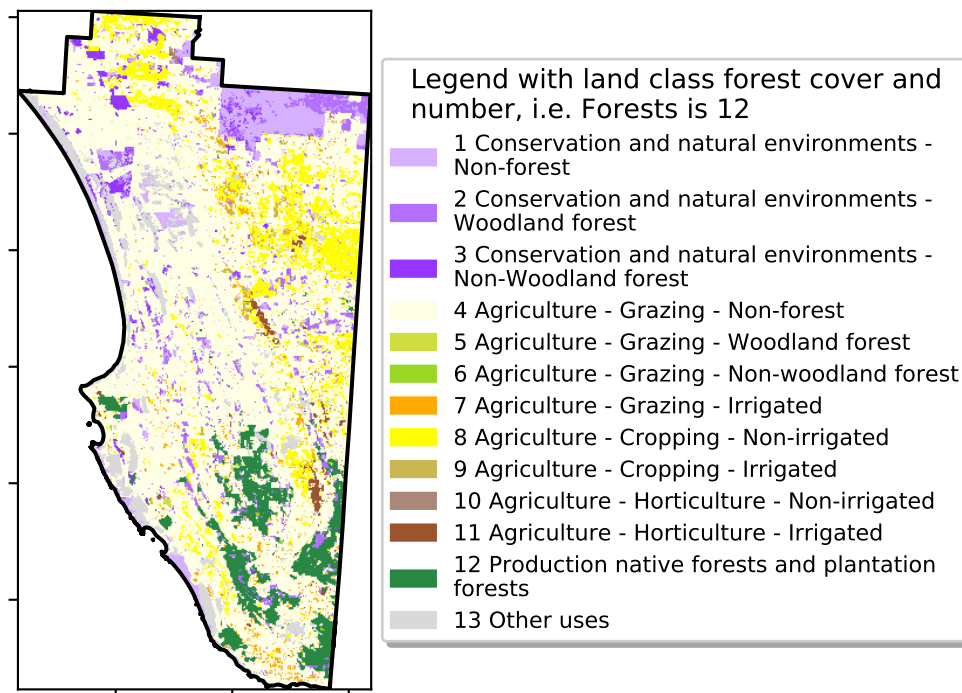 Legend with land class forest cover and
number, i.e. Forests is 12
1 Conservation and natural environments -
Non-forest
2 Conservation and natural environments -
Woodland forest
3 Conservation and natural environments -
Non-Woodland forest
4 Agriculture - Grazing - Non-forest
5 Agriculture - Grazing - Woodland forest
6 Agriculture - Grazing - Non-woodland forest
7 Agriculture - Grazing - Irrigated
8 Agriculture - Cropping - Non-irrigated
9 Agriculture - Cropping - Irrigated
10 Agriculture - Horticulture - Non-irrigated
11 Agriculture - Horticulture - Irrigated
12 Production native forests and plantation
forests
13 Other uses